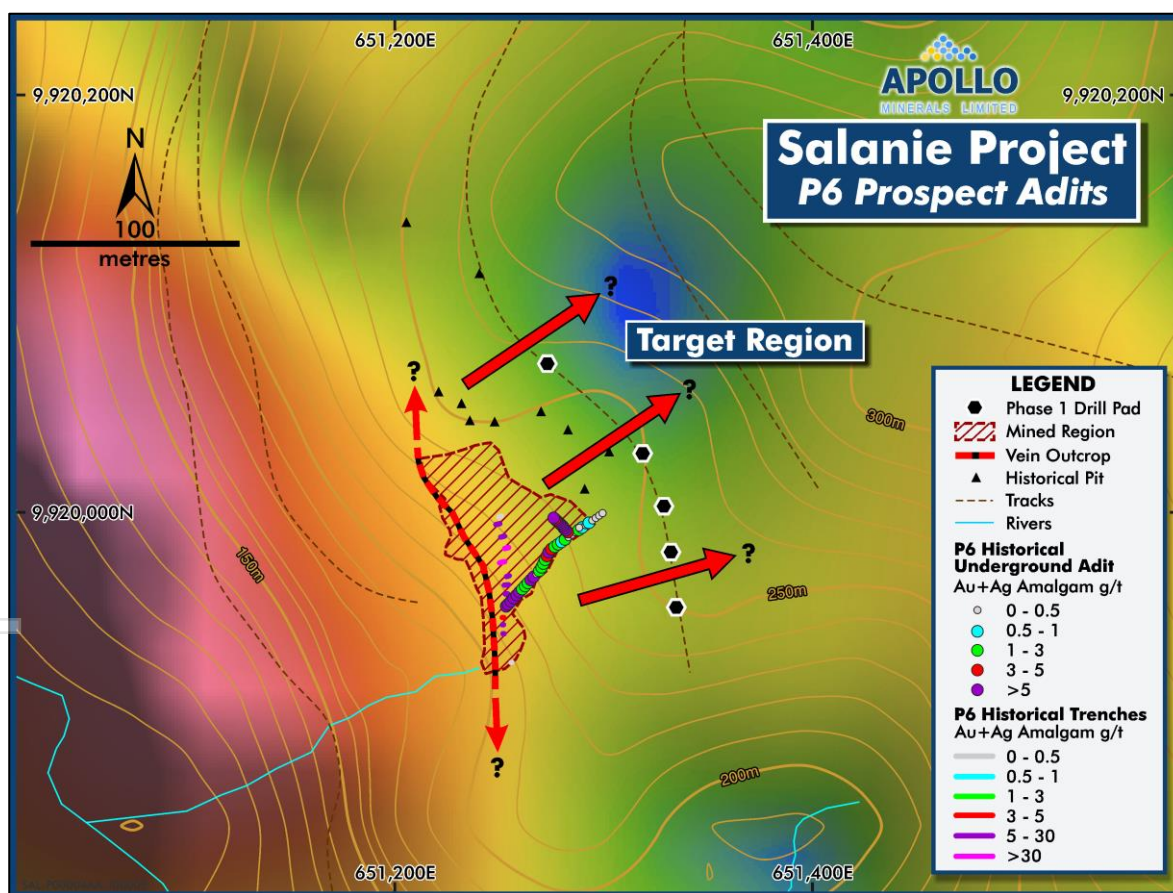 651,200E
651,400E
9,920,200N
9,920,200N
APOLLO
MINERALS LIMITED
Salanie Project
P6 Prospect Adits
N
100
metres
?
Target Region
?
?
300m
9,920,000N
150m
?
250m
?
200m
651,200E
651,400E
LEGEND
Phase 1 Drill Pad
Mined Region
Vein Outcrop
Historical Pit
Tracks
Rivers
P6 Historical
Underground Adit
Au+Ag Amalgam g/t
0 - 0.5
0.5 - 1
1 - 3
3 - 5
>5
P6 Historical Trenches
Au+Ag Amalgam g/t
0 - 0.5
0.5 - 1
1 - 3
3 - 5
5 - 30
>30